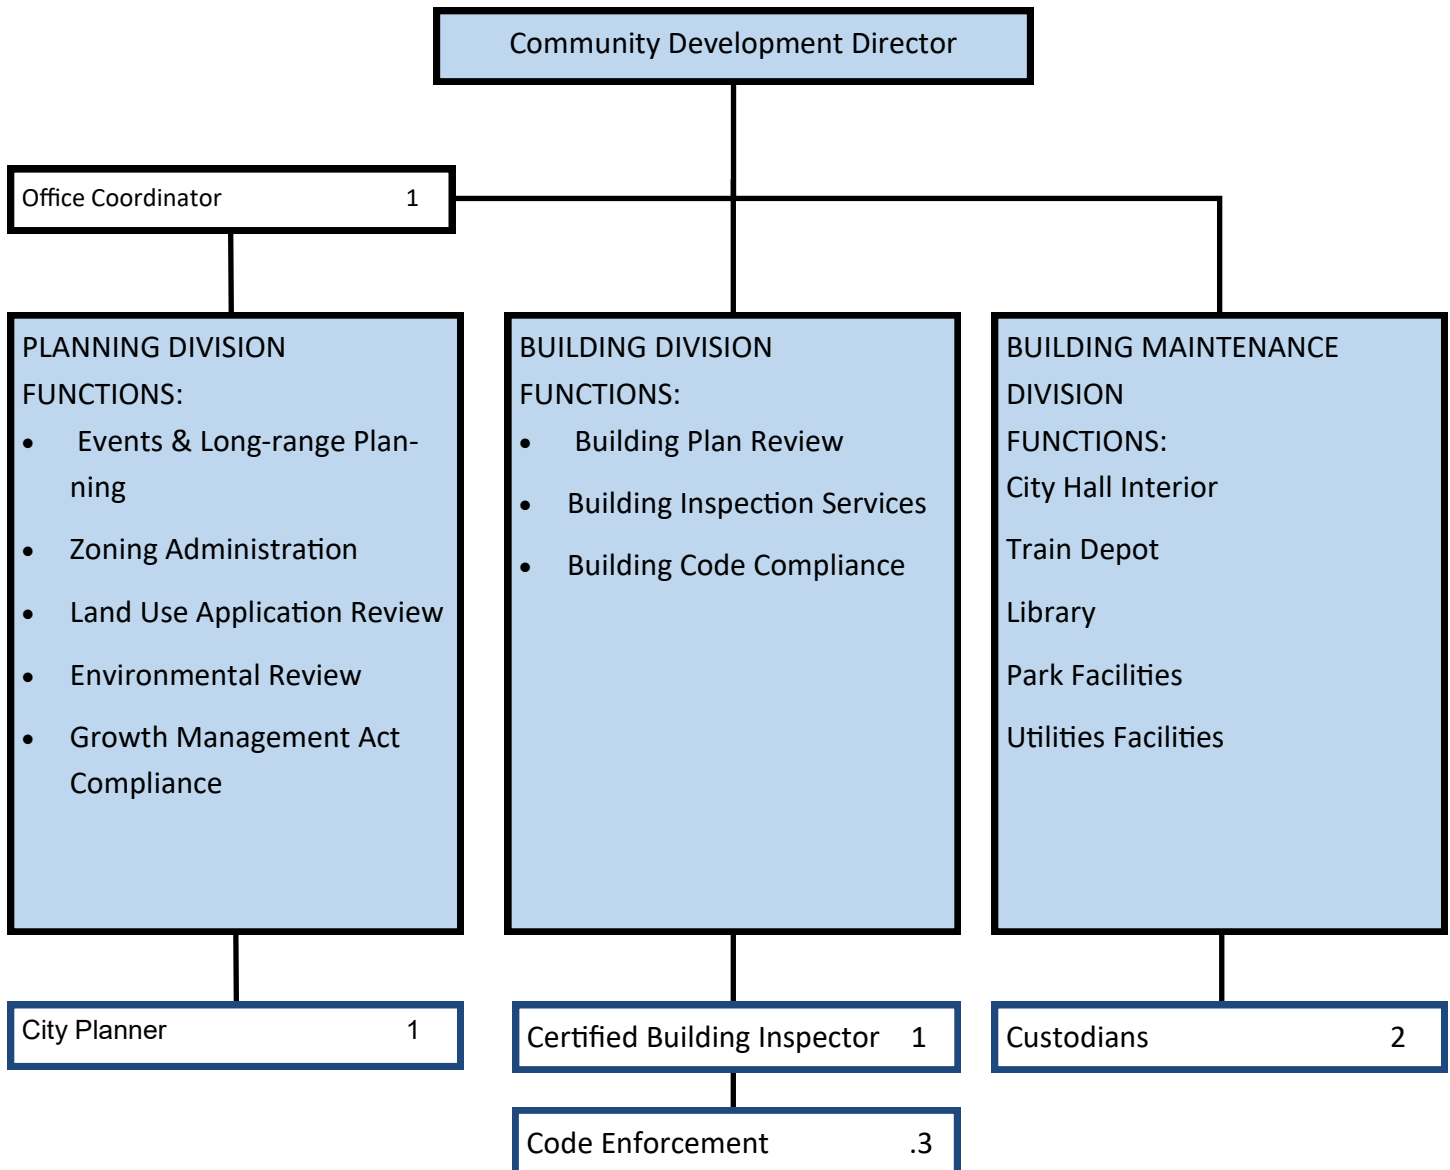 Community Development Director
Office Coordinator 1
PLANNING DIVISION
FUNCTIONS:
• Events & Long-range Plan-
ning
• Zoning Administration
• Land Use Application Review
• Environmental Review
• Growth Management Act
Compliance
BUILDING DIVISION
FUNCTIONS:
• Building Plan Review
• Building Inspection Services
• Building Code Compliance
BUILDING MAINTENANCE
DIVISION
FUNCTIONS:
City Hall Interior
Train Depot
Library
Park Facilities
Utilities Facilities
City Planner 1
Certified Building Inspector 1
Custodians 2
Code Enforcement .3